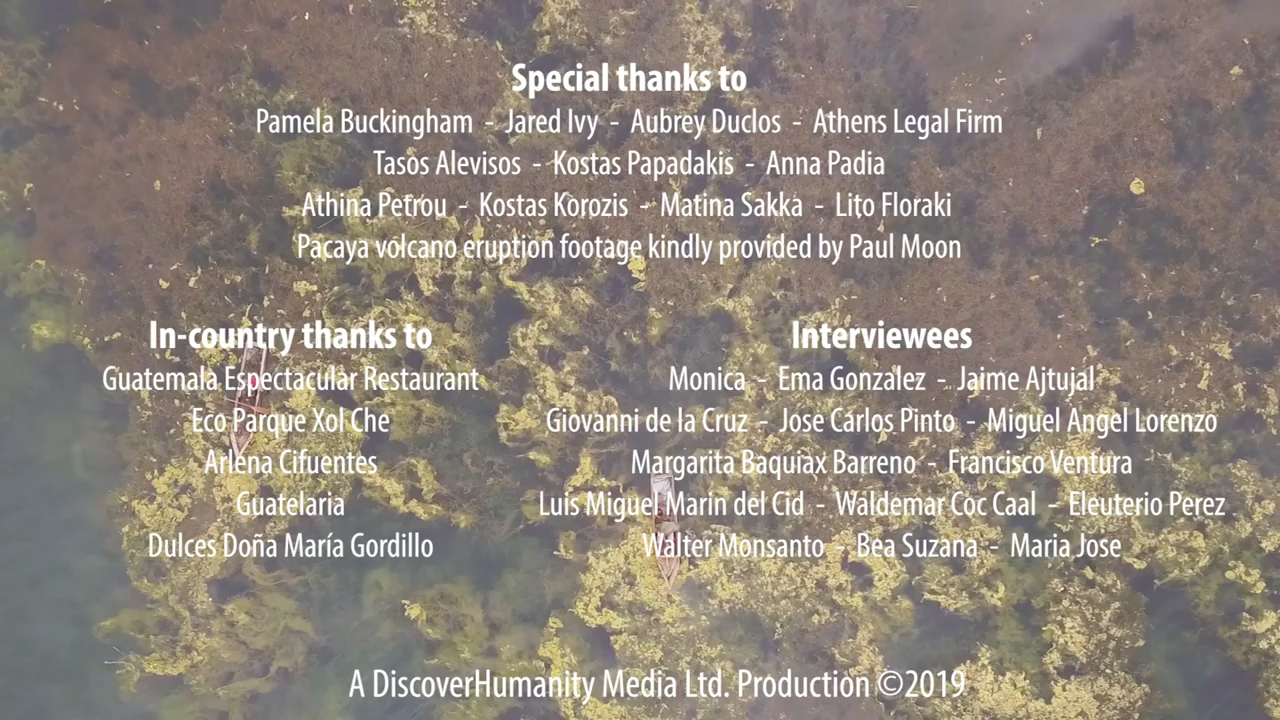 Special thanks to
Pamela Buckingham - Jared Ivy - Aubrey Duclos - Athens Legal Firm
Tasos Alevisos - Kostas Papadakis - Anna Padia
Athina Petrou - Kostas Korozis - Matina Sakka - Lito Floraki
Pacaya volcano eruption footage kindly provided by Paul Moon
In-country thanks to
Guatemala Espectacular Restaurant
Eco Parque Xol Che
Arlena Cifuentes
Guatelaria
Dulces Doña María Gordillo
Interviewees
Monica - Ema Gonzalez - Jaime Ajtujal
Giovanni de la Cruz - Jose Carlos Pinto - Miguel Angel Lorenzo
Margarita Baquiax Barreno - Francisco Ventura
Luis Miguel Marin del Cid - Waldemar Coc Caal - Eleuterio Perez
Walter Monsanto - Bea Suzana - Maria Jose
A DiscoverHumanity Media Ltd. Production ©2019